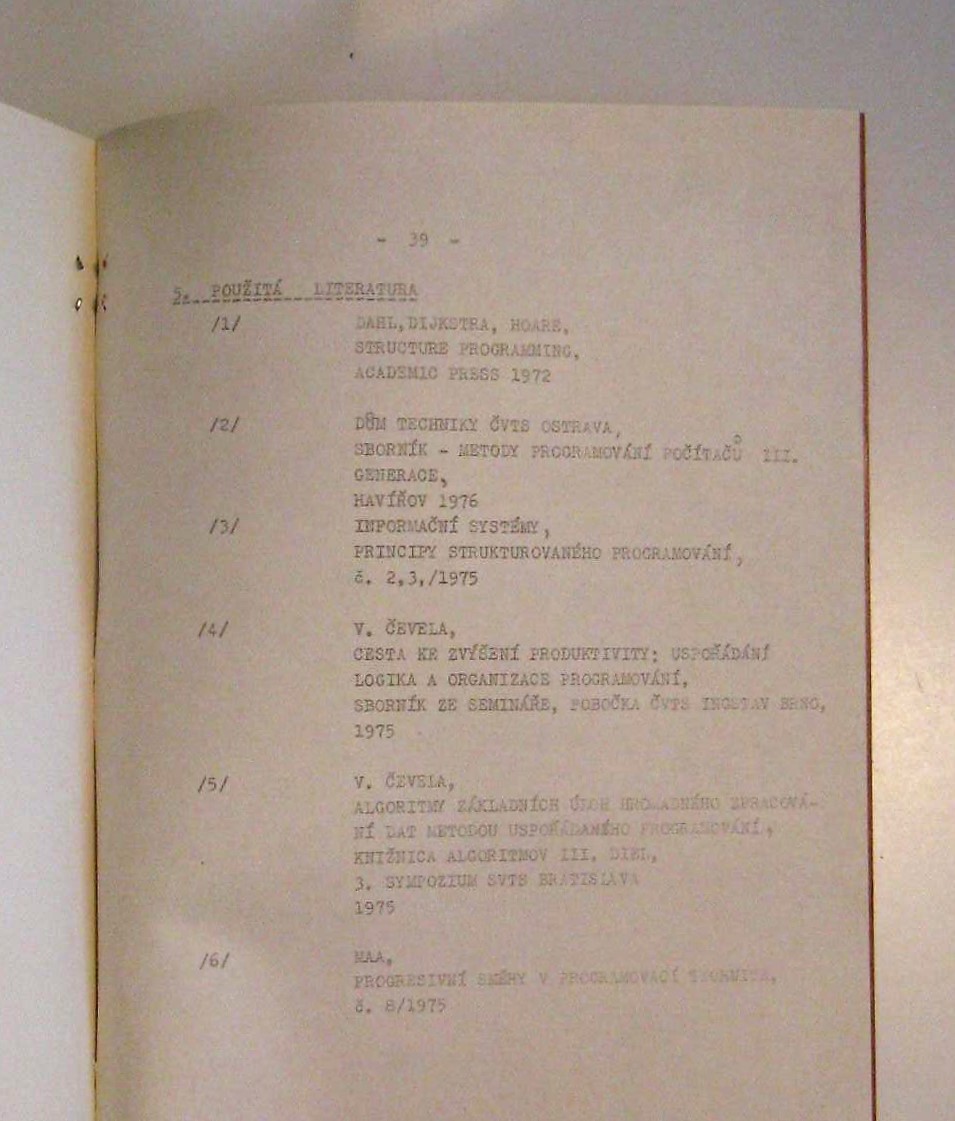 - 39 -
5. POUŽITÁ LITERATURA
/1/ DAHL,DIJKSTRA, HOARE,
STRUCTURE PROGRAMMING,
ACADEMIC PRESS 1972
/2/ DŮM TECHNIKY ČVTS OSTRAVA,
SBORNÍK - METODY PROGRAMOVÁNÍ POČÍTAČŮ III.
GENERACE,
HAVÍŘOV 1976
/3/ INFORMAČNÍ SYSTÉMY,
PRINCIPY STRUKTUROVANÉHO PROGRAMOVÁNÍ,
č. 2,3,/1975
/4/ V. ČEVELA,
CESTA KE ZVÝŠENÍ PRODUKTIVITY: USPOŘÁDÁNÍ
LOGIKA A ORGANIZACE PROGRAMOVÁNÍ,
SBORNÍK ZE SEMINÁŘE, POBOČKA ČVTS INGSTAV BRNO,
1975
/5/ V. ČEVELA,
ALGORITMY ZÁKLADNÍCH ÚLOH HROMADNÉHO ZPRACOVÁ-
NÍ DAT METODOU USPOŘÁDANÉHO PROGRAMOVÁNÍ,
KNIŽNICA ALGORITMOV III. DIEL,
3. SYMPOZIUM SVTS BRATISLAVA
1975
/6/ MAA,
PROGRESIVNÍ SMĚRY V PROGRAMOVACÍ TECHNICE,
č. 8/1975